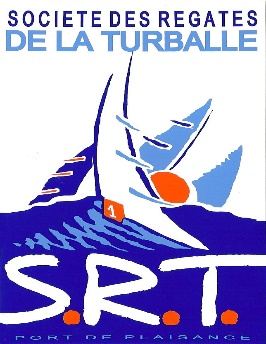 SOCIETE DES REGATES
DE LA TURBALLE
1
S.R.T.
PORT DE PLAISANCE